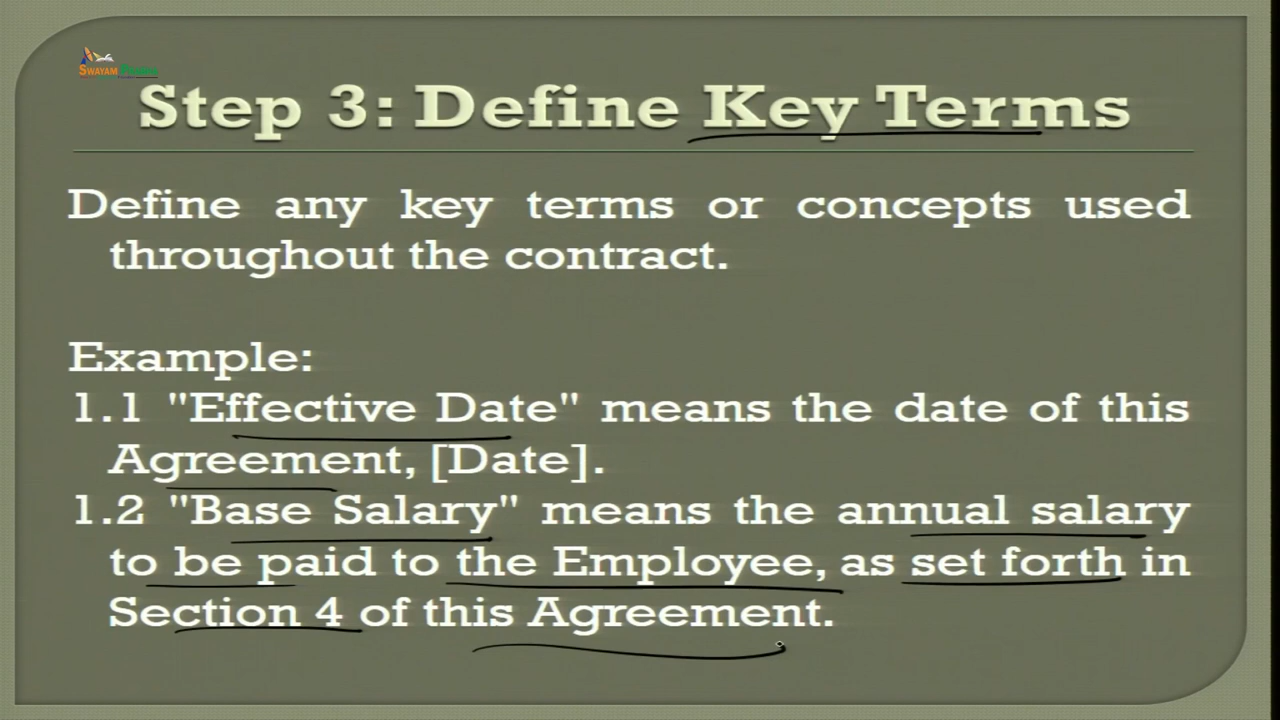 SWAYAM
Step 3: Define Key Terms
Define any key terms or concepts used
throughout the contract.
Example:
1.1 "Effective Date" means the date of this
Agreement, [Date].
1.2 "Base Salary" means the annual salary
to be paid to the Employee, as set forth in
Section 4 of this Agreement.